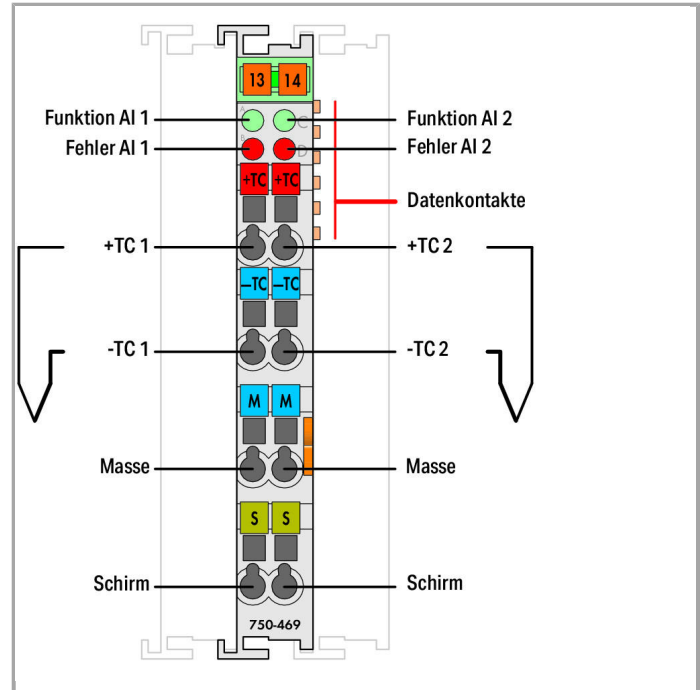 13 14
A C
Funktion AI 1
Funktion AI 2
B D
Fehler AI 1
Fehler AI 2
+TC +TC
Datenkontakte
+TC 1
+TC 2
–TC –TC
-TC 1
-TC 2
M M
Masse
Masse
S S
Schirm
Schirm
750-469